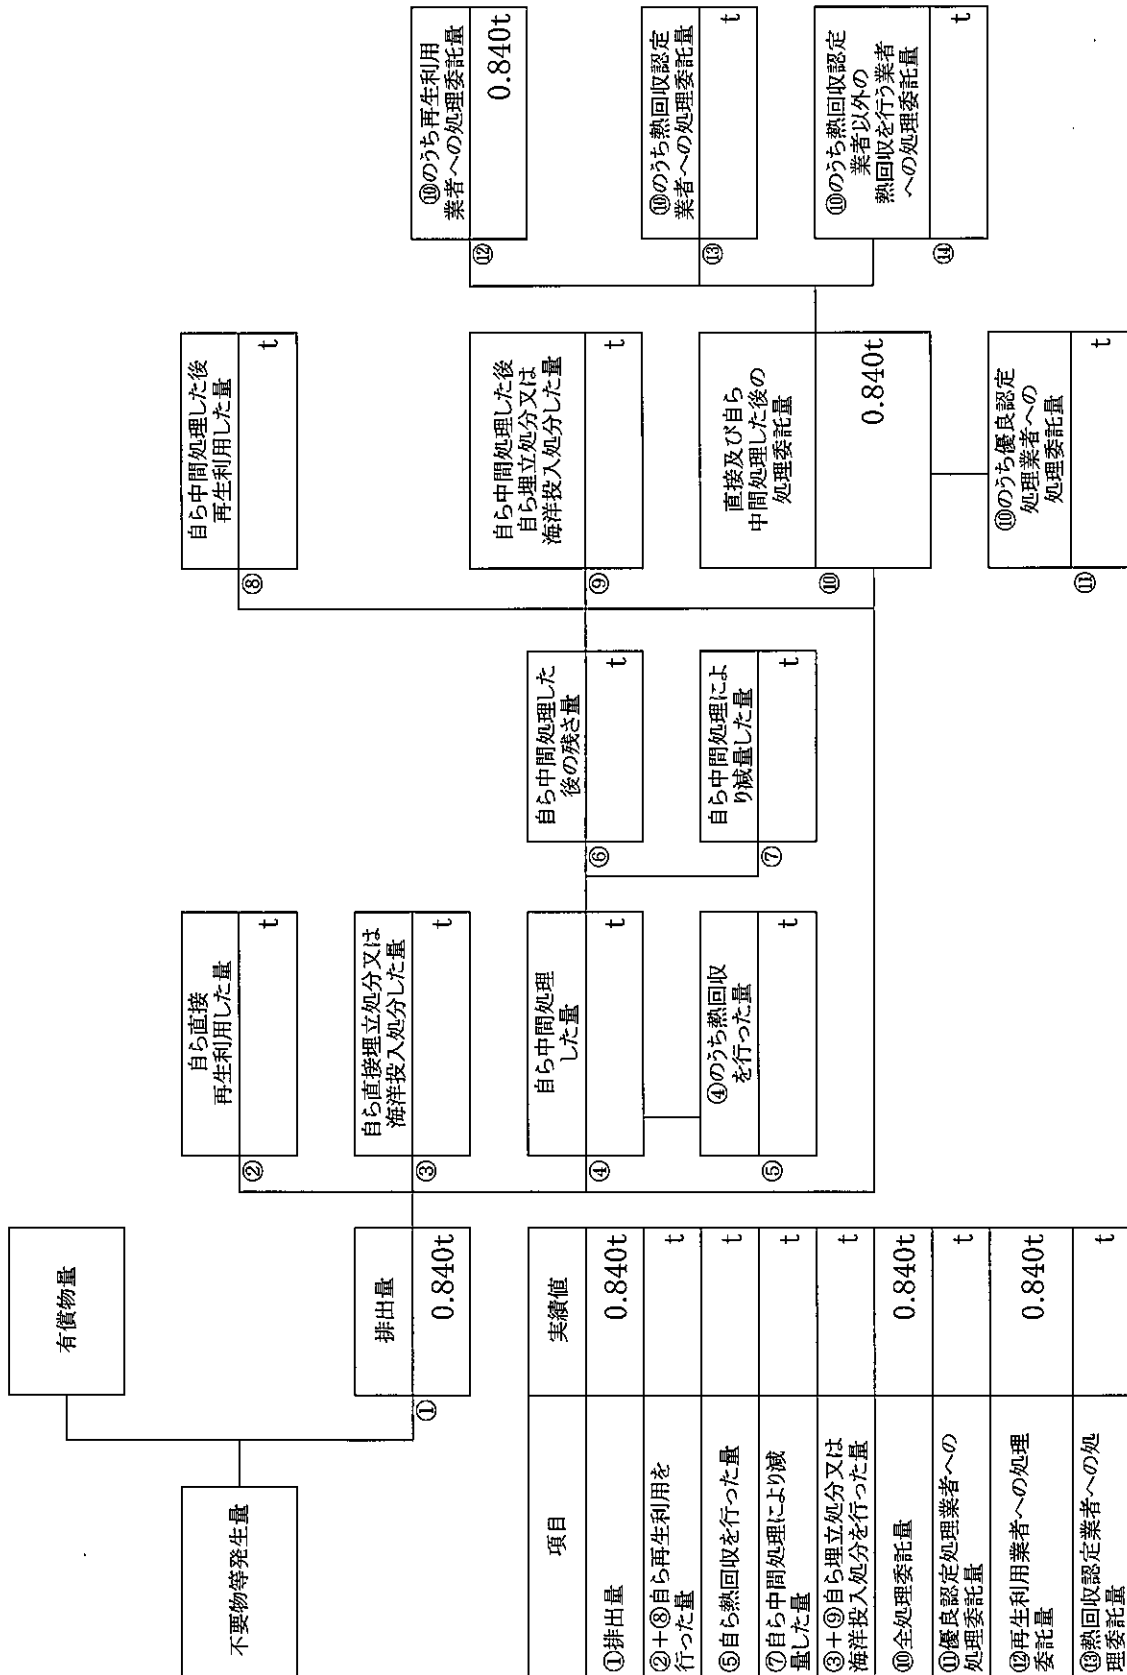 不要物等発生量
有償物量
①
排出量
0.840t
②
自ら直接
再生利用した量
t
③
自ら直接埋立処分又は
海洋投入処分した量
t
④
自ら中間処理
した量
t
⑤
④のうち熱回収
を行った量
t
⑥
自ら中間処理した
後の残さ量
t
⑦
自ら中間処理によ
り減量した量
t
⑧
自ら中間処理した後
再生利用した量
t
⑨
自ら中間処理した後
自ら埋立処分又は
海洋投入処分した量
t
⑩
直接及び自ら
中間処理した後の
処理委託量
0.840t
⑪
⑩のうち優良認定
処理業者への
処理委託量
t
⑫
⑩のうち再生利用
業者への処理委託量
0.840t
⑬
⑩のうち熱回収認定
業者への処理委託量
t
⑭
⑩のうち熱回収認定
業者以外の
熱回収を行う業者
への処理委託量
t
項目
実績値
①排出量
0.840t
②+⑧自ら再生利用を
行った量
t
⑤自ら熱回収を行った量
t
⑦自ら中間処理により減
量した量
t
③+⑨自ら埋立処分又は
海洋投入処分を行った量
t
⑩全処理委託量
0.840t
⑪優良認定処理業者への
処理委託量
t
⑫再生利用業者への処理
委託量
0.840t
⑬熱回収認定業者への処
理委託量
t